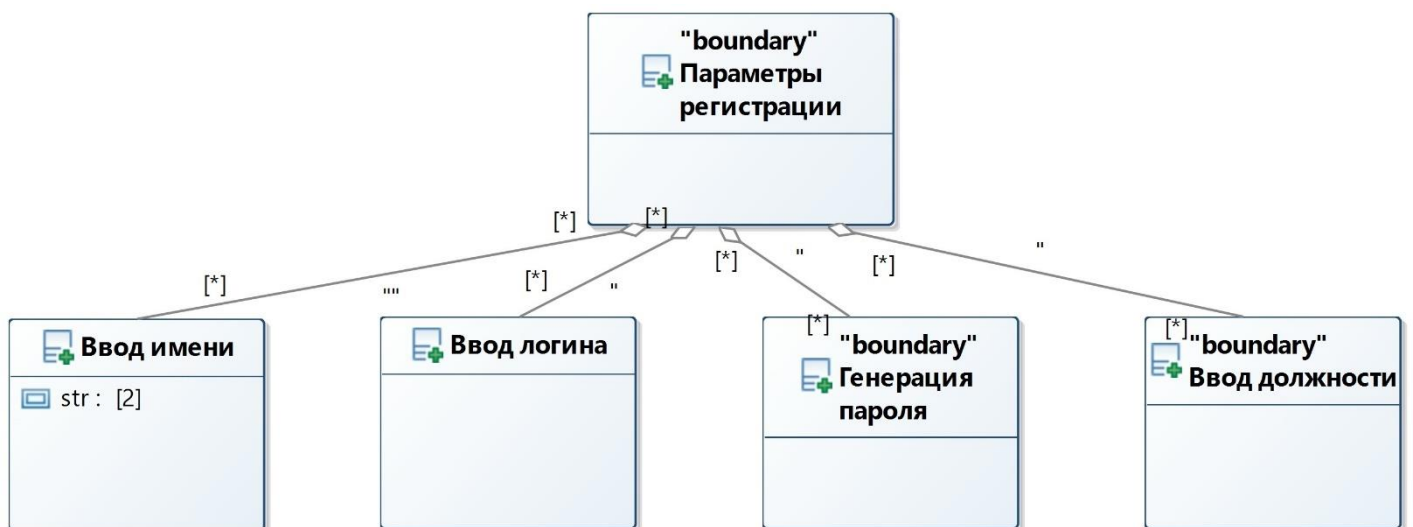 "boundary"
Параметры
регистрации
[*]
[*]
[*]
""
[*]
"
[*]
"
[*]
"
[*]
[*]
Ввод имени
str : [2]
Ввод логина
"boundary"
Генерация
пароля
"boundary"
Ввод должности